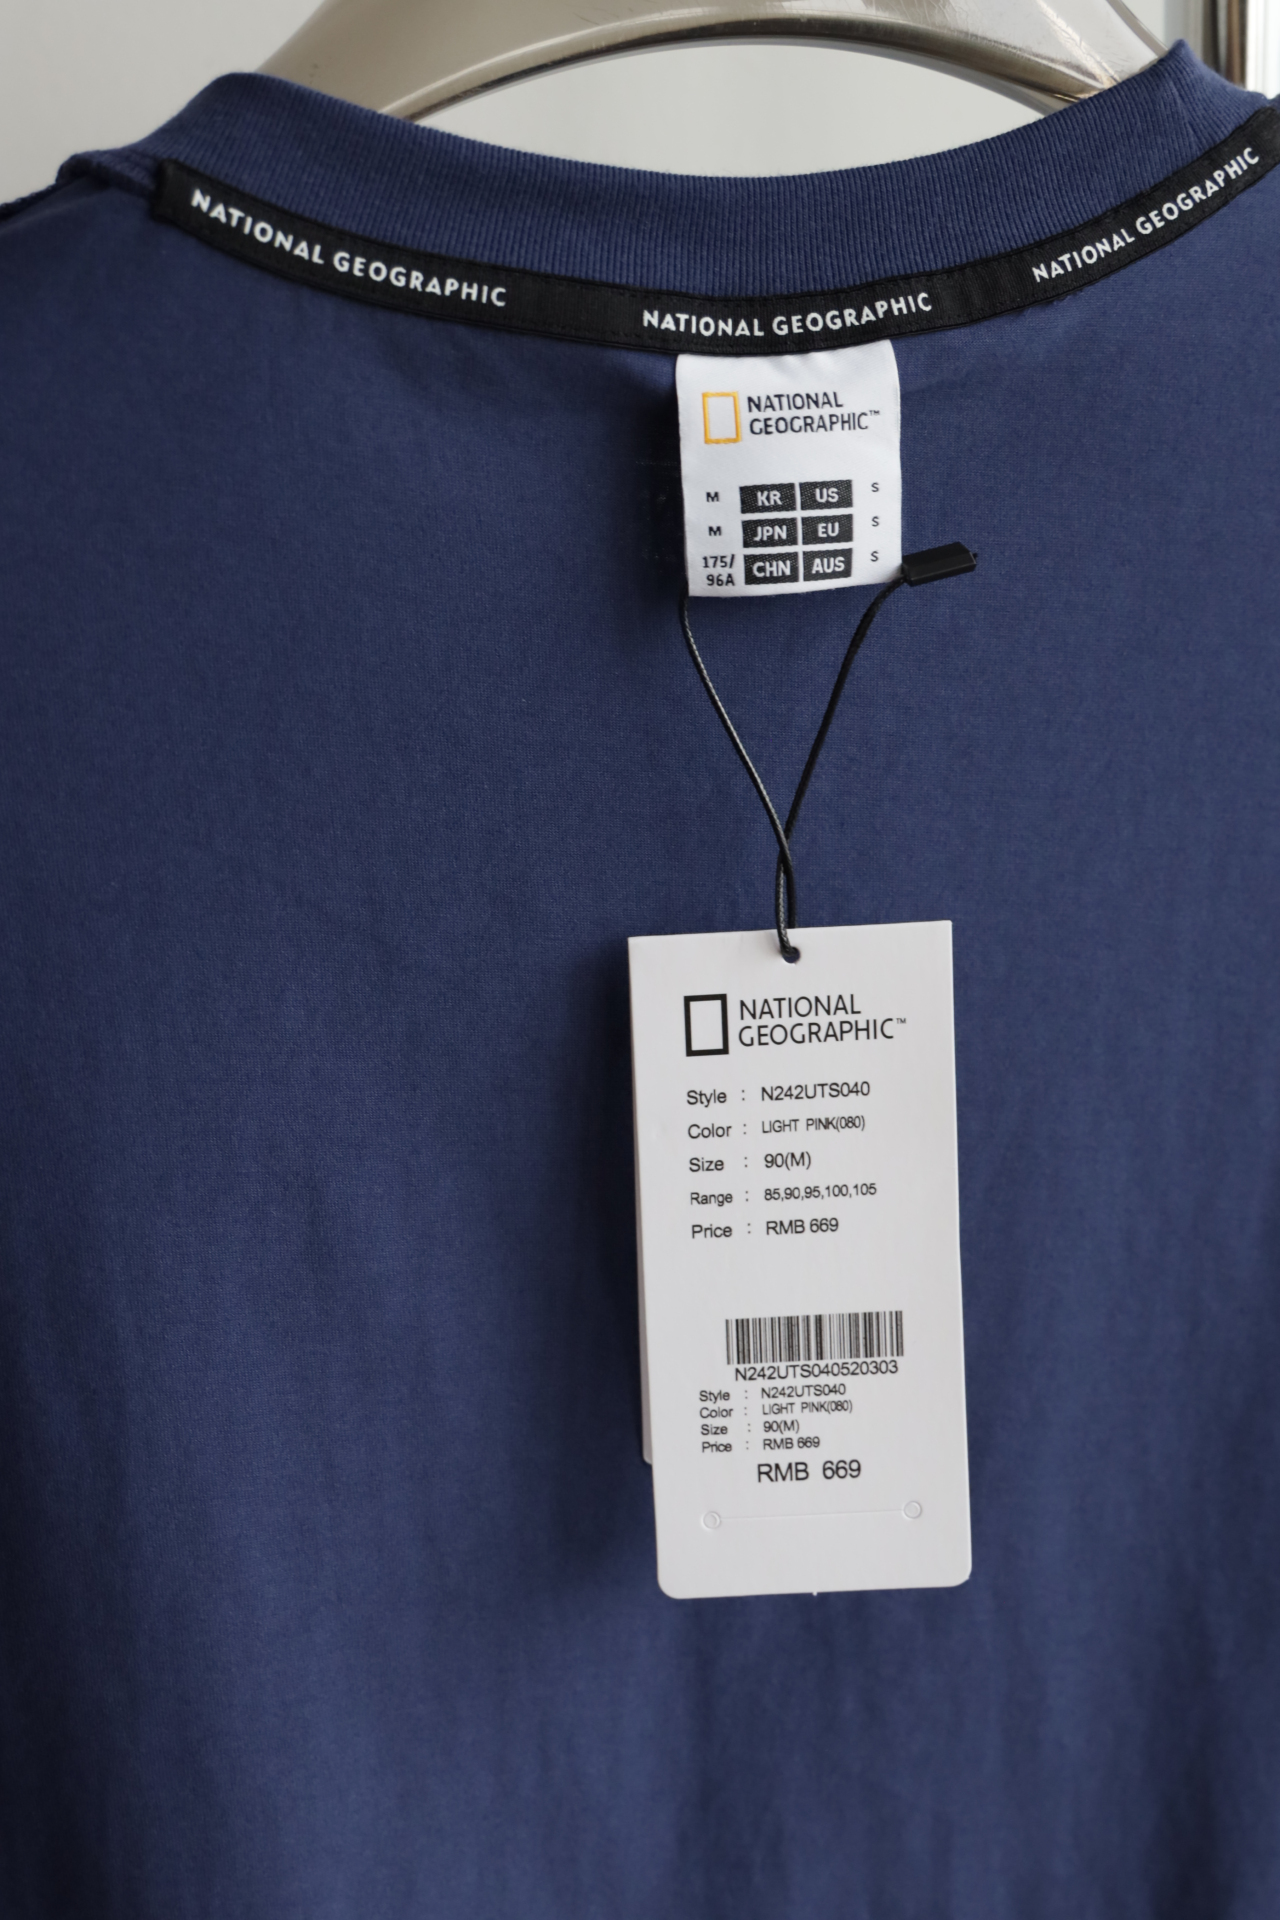 NATIONAL GEOGRAPHIC
NATIONAL GEOGRAPHIC
NATIONAL GEOGRAPHIC
NATIONAL
GEOGRAPHIC™
M KR US S
M JPN EU S
175/
96A CHN AUS S
NATIONAL
GEOGRAPHIC™
Style : N242UTS040
Color : LIGHT PINK(080)
Size : 90(M)
Range : 85,90,95,100,105
Price : RMB 669
N242UTS040520303
Style : N242UTS040
Color : LIGHT PINK(080)
Size : 90(M)
Price : RMB 669
RMB 669